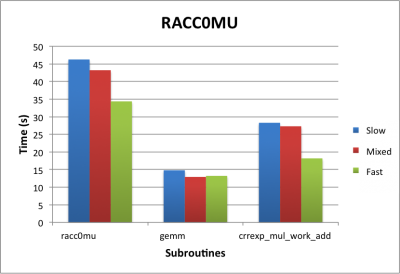 RACC0MU
50
45
40
35
30
25
20
15
10
5
0
Time (s)
racc0mu gemm crrexp_mul_work_add
Subroutines
Slow
Mixed
Fast